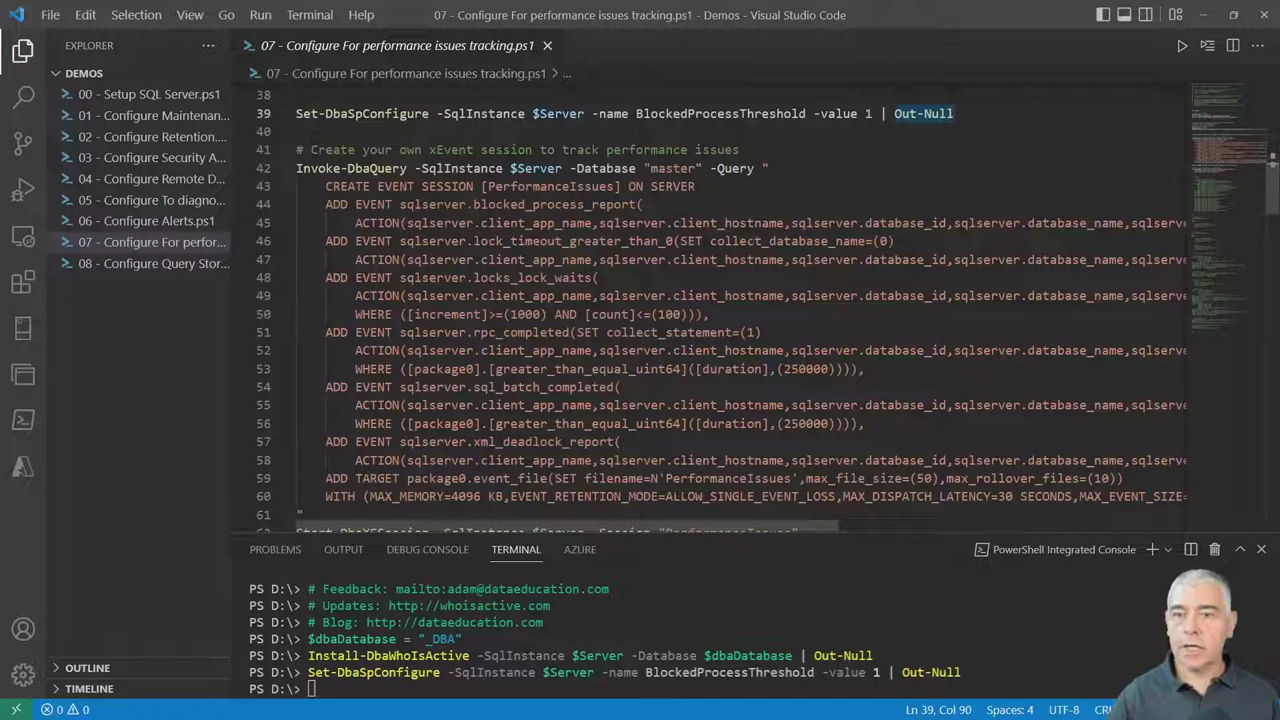 File Edit Selection View Go Run Terminal Help
07 - Configure For performance issues tracking.ps1 - Demos - Visual Studio Code
EXPLORER
DEMOS
00 - Setup SQL Server.ps1
01 - Configure Maintenan...
02 - Configure Retention...
03 - Configure Security A...
04 - Configure Remote D...
05 - Configure To diagno...
06 - Configure Alerts.ps1
07 - Configure For perfor...
08 - Configure Query Stor...
OUTLINE
TIMELINE
07 - Configure For performance issues tracking.ps1
07 - Configure For performance issues tracking.ps1 > ...
38
39 Set-DbaSpConfigure -SqlInstance $Server -name BlockedProcessThreshold -value 1 | Out-Null
40
41 # Create your own xEvent session to track performance issues
42 Invoke-DbaQuery -SqlInstance $Server -Database "master" -Query "
43 CREATE EVENT SESSION [PerformanceIssues] ON SERVER
44 ADD EVENT sqlserver.blocked_process_report(
45 ACTION(sqlserver.client_app_name,sqlserver.client_hostname,sqlserver.database_id,sqlserver.database_name,sqlserver
46 ADD EVENT sqlserver.lock_timeout_greater_than_0(SET collect_database_name=(0)
47 ACTION(sqlserver.client_app_name,sqlserver.client_hostname,sqlserver.database_id,sqlserver.database_name,sqlserver
48 ADD EVENT sqlserver.locks_lock_waits(
49 ACTION(sqlserver.client_app_name,sqlserver.client_hostname,sqlserver.database_id,sqlserver.database_name,sqlserver
50 WHERE ([increment]>=(1000) AND [count]<=(100))),
51 ADD EVENT sqlserver.rpc_completed(SET collect_statement=(1)
52 ACTION(sqlserver.client_app_name,sqlserver.client_hostname,sqlserver.database_id,sqlserver.database_name,sqlserver
53 WHERE ([package0].[greater_than_equal_uint64]([duration],(250000)))),
54 ADD EVENT sqlserver.sql_batch_completed(
55 ACTION(sqlserver.client_app_name,sqlserver.client_hostname,sqlserver.database_id,sqlserver.database_name,sqlserver
56 WHERE ([package0].[greater_than_equal_uint64]([duration],(250000)))),
57 ADD EVENT sqlserver.xml_deadlock_report(
58 ACTION(sqlserver.client_app_name,sqlserver.client_hostname,sqlserver.database_id,sqlserver.database_name,sqlserver
59 ADD TARGET package0.event_file(SET filename=N'PerformanceIssues',max_file_size=(50),max_rollover_files=(10))
60 WITH (MAX_MEMORY=4096 KB,EVENT_RETENTION_MODE=ALLOW_SINGLE_EVENT_LOSS,MAX_DISPATCH_LATENCY=30 SECONDS,MAX_EVENT_SIZE=
61 "
PROBLEMS OUTPUT DEBUG CONSOLE TERMINAL AZURE
PowerShell Integrated Console
PS D:\> # Feedback: mailto:adam@dataeducation.com
PS D:\> # Updates: http://whoisactive.com
PS D:\> # Blog: http://dataeducation.com
PS D:\> $dbaDatabase = "_DBA"
PS D:\> Install-DbaWhoIsActive -SqlInstance $Server -Database $dbaDatabase | Out-Null
PS D:\> Set-DbaSpConfigure -SqlInstance $Server -name BlockedProcessThreshold -value 1 | Out-Null
PS D:\>
0 0 Ln 39, Col 90 Spaces: 4 UTF-8